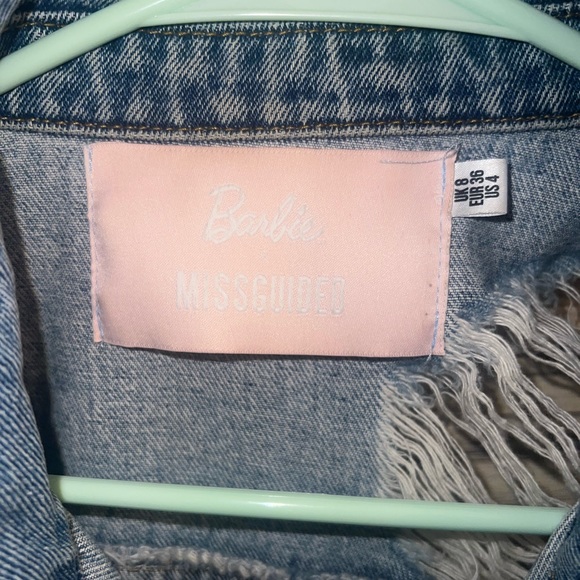 Barbie
MISSGUIDED
UK 8
EUR 36
US 4